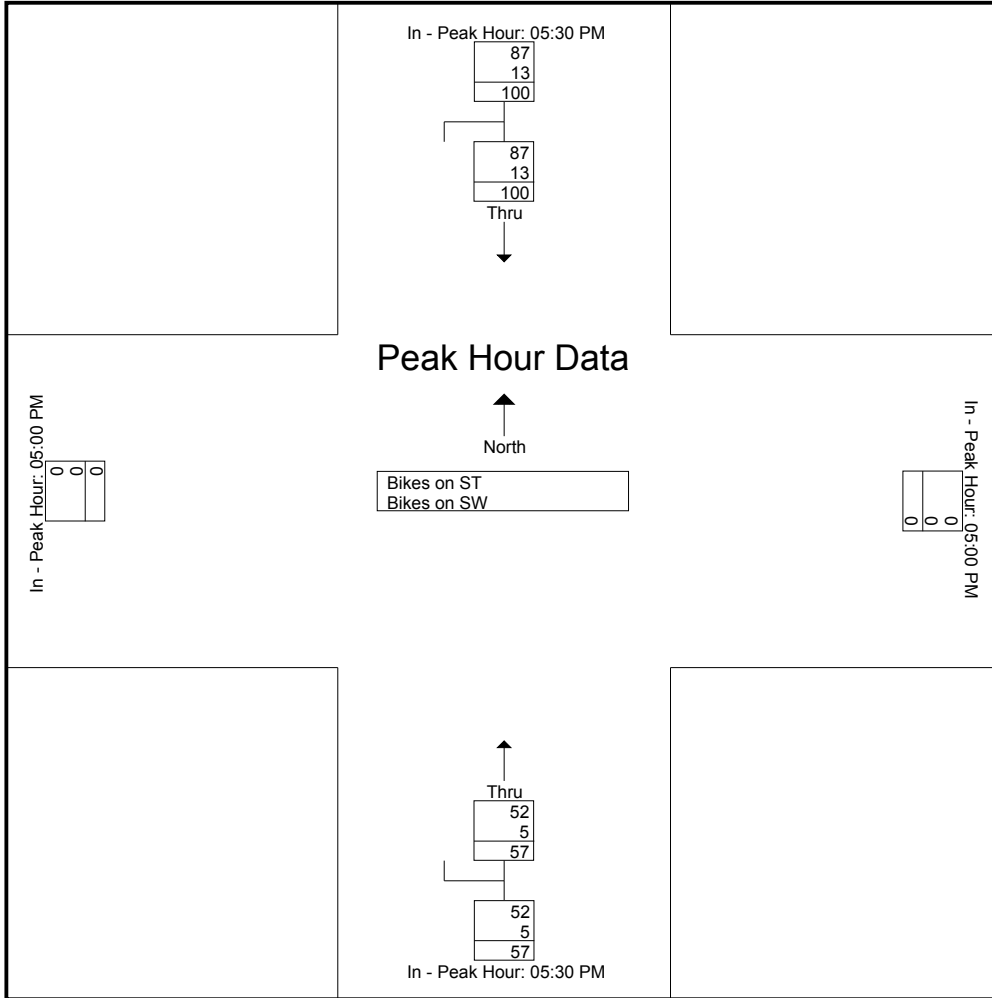 In - Peak Hour: 05:30 PM
87
13
100
87
13
100
Thru
Peak Hour Data
North
Bikes on ST
Bikes on SW
In - Peak Hour: 05:00 PM
0
0
0
In - Peak Hour: 05:00 PM
0
0
0
Thru
52
5
57
52
5
57
In - Peak Hour: 05:30 PM